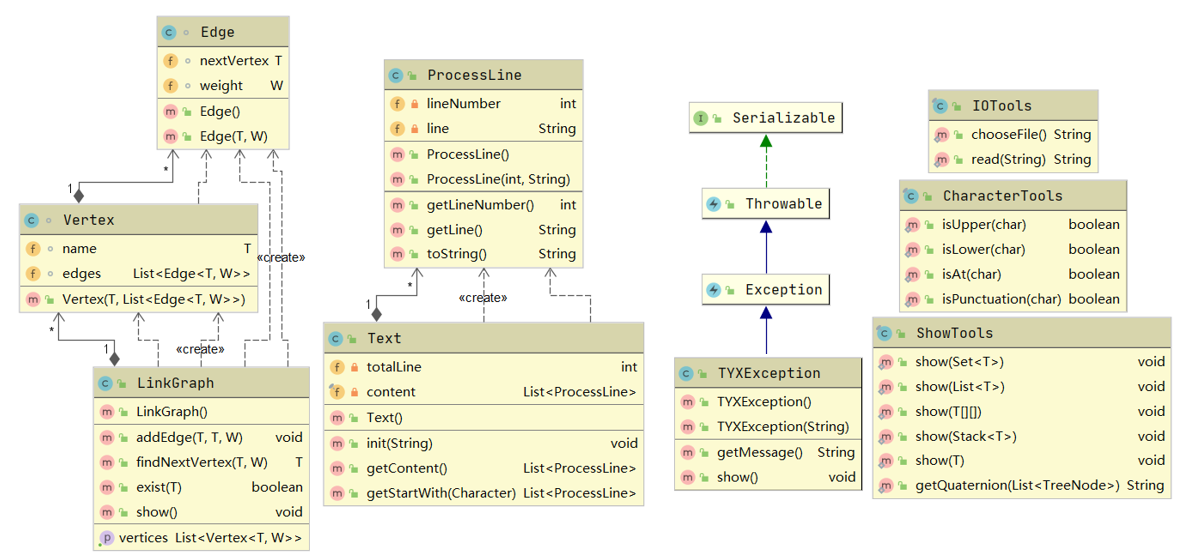 Edge
nextVertex T
weight W
Edge()
Edge(T, W)
1
*
Vertex
name T
edges List<Edge<T, W>>
Vertex(T, List<Edge<T, W>>)
«create»
*
1
«create»
LinkGraph
LinkGraph()
addEdge(T, T, W) void
findNextVertex(T, W) T
exist(T) boolean
show() void
vertices List<Vertex<T, W>>
ProcessLine
lineNumber int
line String
ProcessLine()
ProcessLine(int, String)
getLineNumber() int
getLine() String
toString() String
*
1
«create»
Text
totalLine int
content List<ProcessLine>
Text()
init(String) void
getContent() List<ProcessLine>
getStartWith(Character) List<ProcessLine>
Serializable
Throwable
Exception
TYXException
TYXException()
TYXException(String)
getMessage() String
show() void
IOTools
chooseFile() String
read(String) String
CharacterTools
isUpper(char) boolean
isLower(char) boolean
isAt(char) boolean
isPunctuation(char) boolean
ShowTools
show(Set<T>) void
show(List<T>) void
show(T[][]) void
show(Stack<T>) void
show(T) void
getQuaternion(List<TreeNode>) String